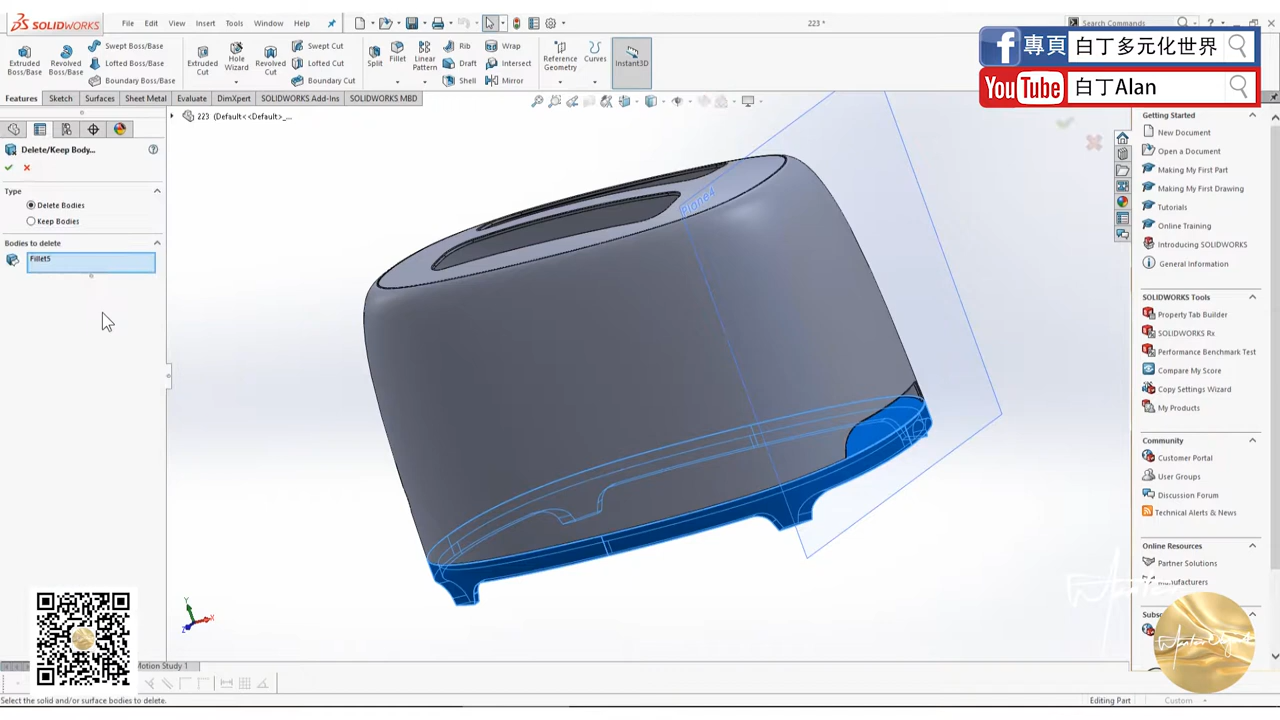 SOLIDWORKS
File Edit View Insert Tools Window Help
223 *
Search Commands
專頁 白丁多元化世界
YouTube 白丁Alan
Extruded Boss/Base
Revolved Boss/Base
Swept Boss/Base
Lofted Boss/Base
Boundary Boss/Base
Extruded Cut
Hole Wizard
Revolved Cut
Swept Cut
Lofted Cut
Boundary Cut
Split
Fillet
Linear Pattern
Rib
Draft
Shell
Wrap
Intersect
Mirror
Reference Geometry
Curves
Instant3D
Features Sketch Surfaces Sheet Metal Evaluate DimXpert SOLIDWORKS Add-Ins SOLIDWORKS MBD
223 (Default<<Default>_...
Delete/Keep Body...
Type
Delete Bodies
Keep Bodies
Bodies to delete
Fillet5
Plane4
Getting Started
New Document
Open a Document
Making My First Part
Making My First Drawing
Tutorials
Online Training
Introducing SOLIDWORKS
General Information
SOLIDWORKS Tools
Property Tab Builder
SOLIDWORKS Rx
Performance Benchmark Test
Compare My Score
Copy Settings Wizard
My Products
Community
Customer Portal
User Groups
Discussion Forum
Technical Alerts & News
Online Resources
Partner Solutions
Manufacturers
Y
X
Z
Motion Study 1
Select the solid and/or surface bodies to delete.
Editing Part
Custom